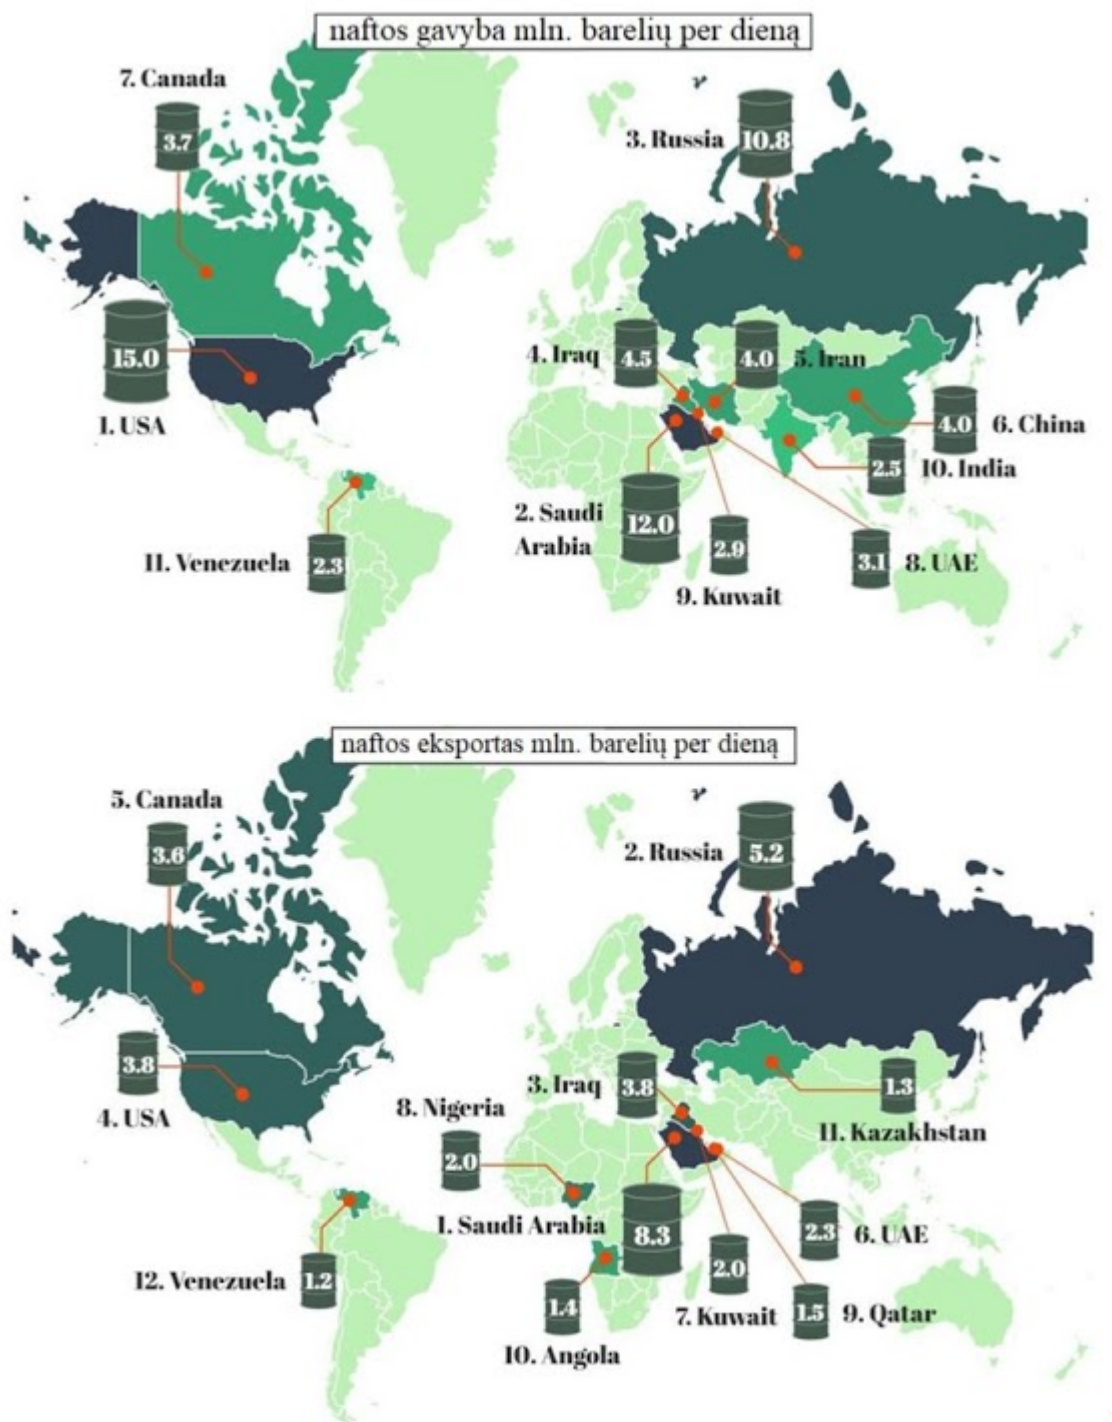 naftos gavyba mln. barelių per dieną
7. Canada
3.7
3. Russia
10.8
15.0
1. USA
4. Iraq
4.5
4.0
5. Iran
4.0
6. China
2.5
10. India
2. Saudi
Arabia
12.0
2.9
9. Kuwait
3.1
8. UAE
11. Venezuela
2.3
naftos eksportas mln. barelių per dieną
5. Canada
3.6
2. Russia
5.2
3.8
4. USA
3. Iraq
3.8
1.3
11. Kazakhstan
8. Nigeria
2.0
1. Saudi Arabia
8.3
2.3
6. UAE
2.0
7. Kuwait
1.5
9. Qatar
12. Venezuela
1.2
1.4
10. Angola